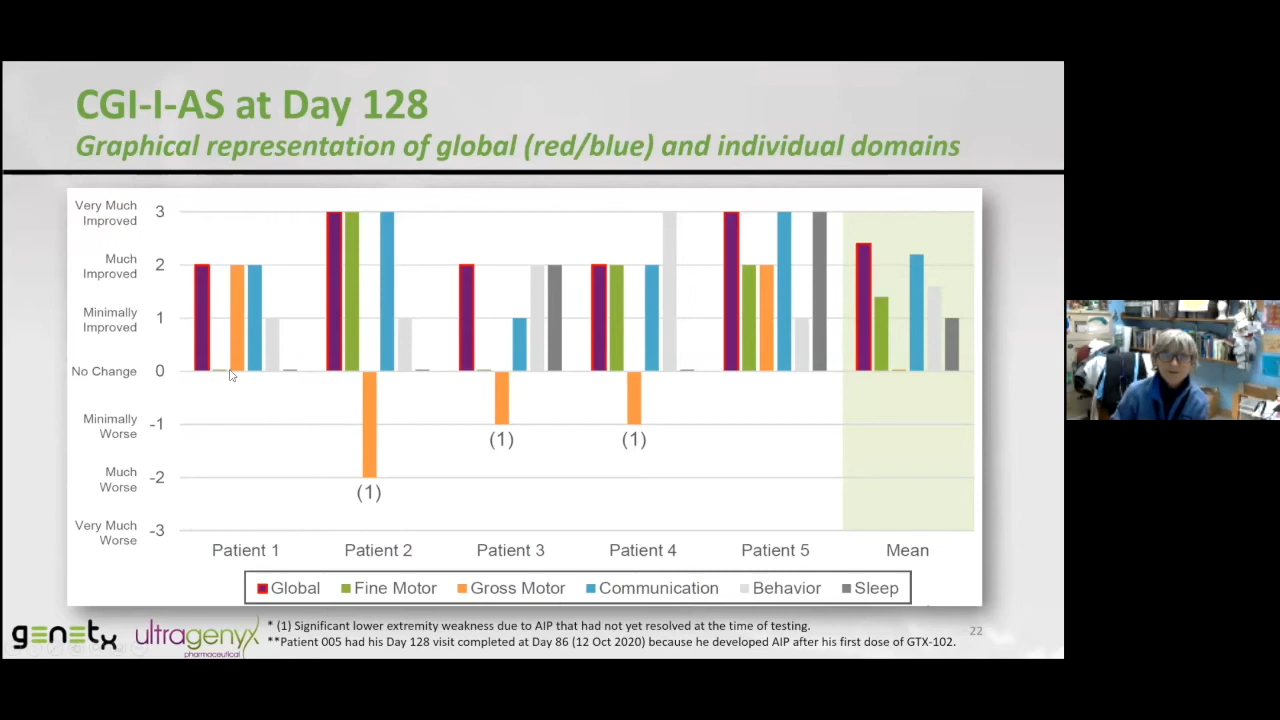 CGI-I-AS at Day 128
Graphical representation of global (red/blue) and individual domains
Very Much
Improved
3
Much
Improved
2
Minimally
Improved
1
No Change
0
Minimally
Worse
-1
(1)
(1)
Much
Worse
-2
(1)
Very Much
Worse
-3
Patient 1
Patient 2
Patient 3
Patient 4
Patient 5
Mean
Global
Fine Motor
Gross Motor
Communication
Behavior
Sleep
genetx
ultragenyx
pharmaceutical
* (1) Significant lower extremity weakness due to AIP that had not yet resolved at the time of testing.
**Patient 005 had his Day 128 visit completed at Day 86 (12 Oct 2020) because he developed AIP after his first dose of GTX-102.
22